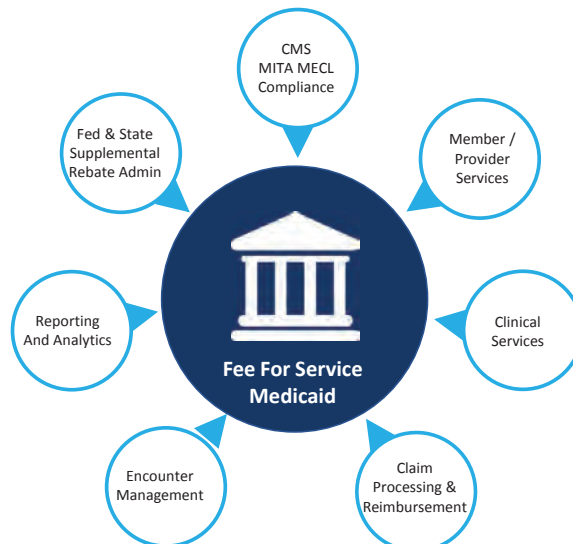 CMS
MITA MECL
Compliance
Fed & State
Supplemental
Rebate Admin
Member /
Provider
Services
Reporting
And Analytics
Clinical
Services
Fee For Service
Medicaid
Encounter
Management
Claim
Processing &
Reimbursement